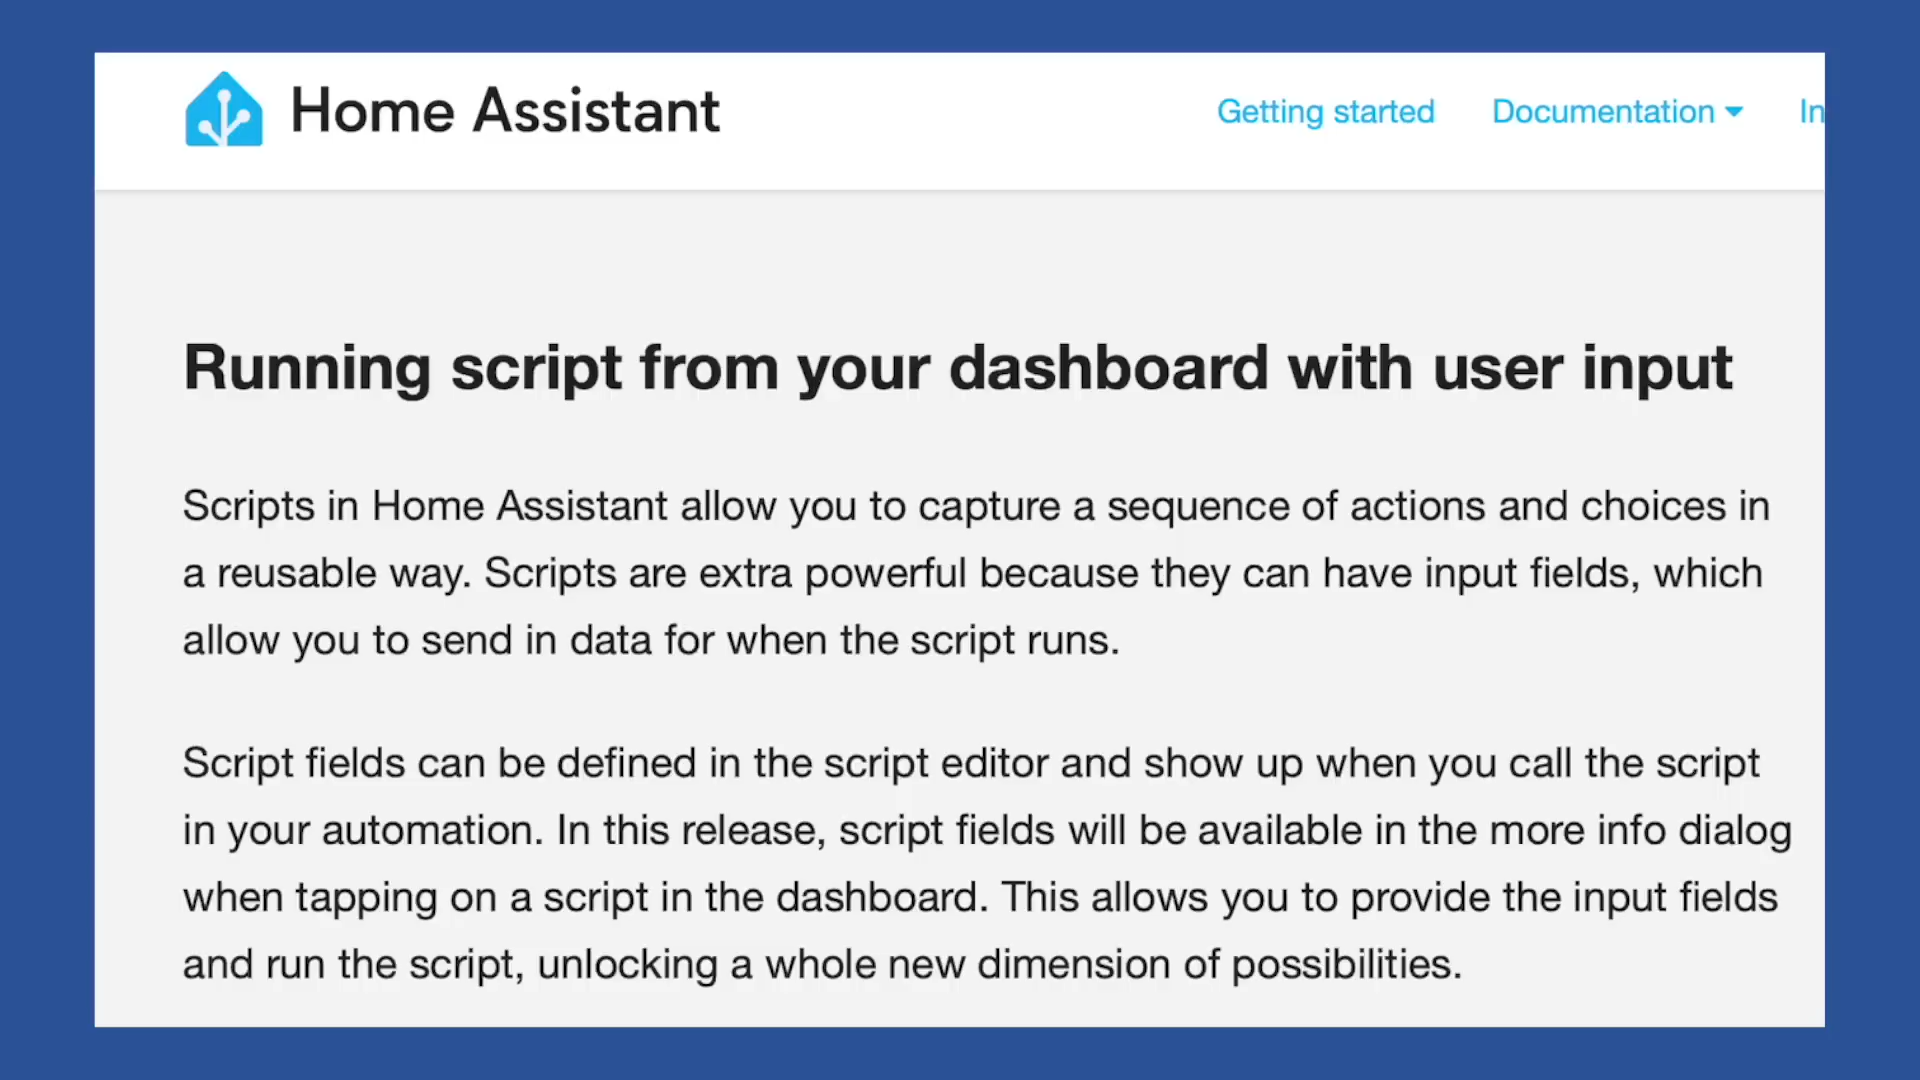 Home Assistant
Getting started
Documentation
In
Running script from your dashboard with user input
Scripts in Home Assistant allow you to capture a sequence of actions and choices in
a reusable way. Scripts are extra powerful because they can have input fields, which
allow you to send in data for when the script runs.
Script fields can be defined in the script editor and show up when you call the script
in your automation. In this release, script fields will be available in the more info dialog
when tapping on a script in the dashboard. This allows you to provide the input fields
and run the script, unlocking a whole new dimension of possibilities.